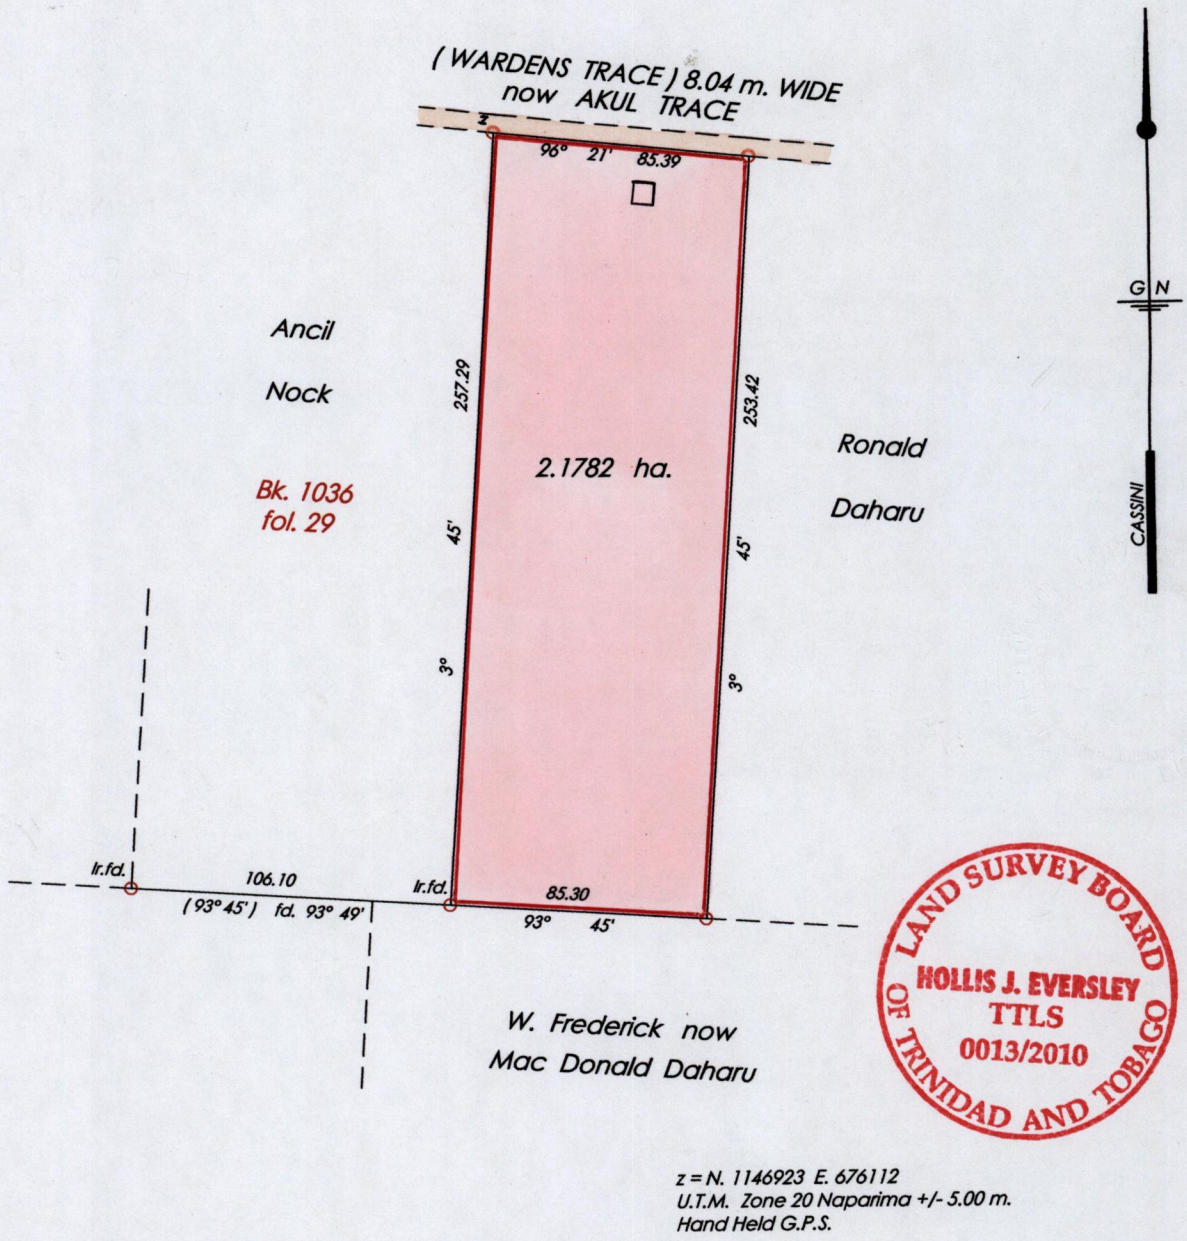 ( WARDENS TRACE ) 8.04 m. WIDE
now AKUL TRACE
z
96° 21' 85.39
G N
Ancil
Nock
Bk. 1036
fol. 29
257.29
45'
3°
2.1782 ha.
253.42
45'
3°
Ronald
Daharu
CASSINI
Ir.fd.
106.10
(93° 45') fd. 93° 49'
Ir.fd.
85.30
93° 45'
W. Frederick now
Mac Donald Daharu
LAND SURVEY BOARD
OF TRINIDAD AND TOBAGO
HOLLIS J. EVERSLEY
TTLS
0013/2010
z = N. 1146923 E. 676112
U.T.M. Zone 20 Naparima +/- 5.00 m.
Hand Held G.P.S.